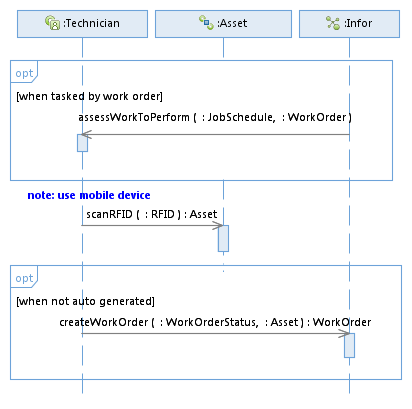 :Technician :Asset :Infor
opt
[when tasked by work order]
assessWorkToPerform ( : JobSchedule, : WorkOrder )
note: use mobile device
scanRFID ( : RFID ) : Asset
opt
[when not auto generated]
createWorkOrder ( : WorkOrderStatus, : Asset ) : WorkOrder